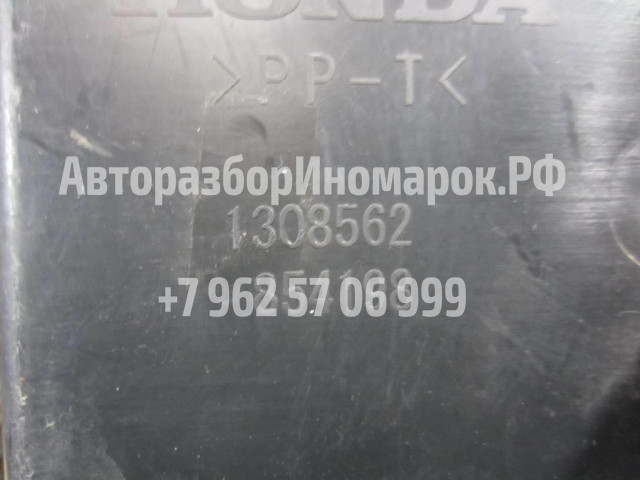 HONDA
>PP-T<
АвторазборИномарок.РФ
1308562
+7 962 57 06 999